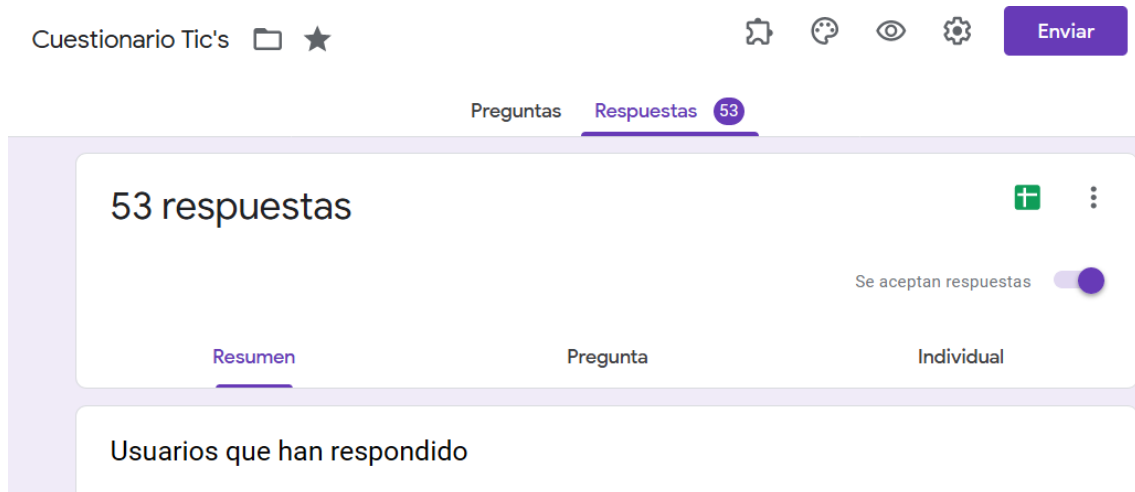 Cuestionario Tic's
Enviar
Preguntas Respuestas 53
53 respuestas
Se aceptan respuestas
Resumen Pregunta Individual
Usuarios que han respondido